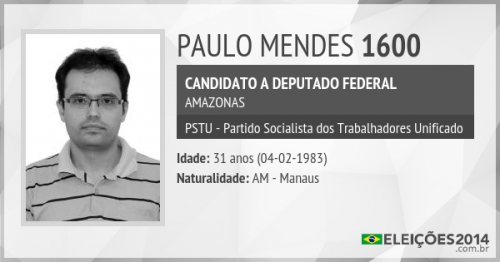 PAULO MENDES 1600
CANDIDATO A DEPUTADO FEDERAL
AMAZONAS
PSTU - Partido Socialista dos Trabalhadores Unificado
Idade: 31 anos (04-02-1983)
Naturalidade: AM - Manaus
ELEIÇÕES2014
.com.br